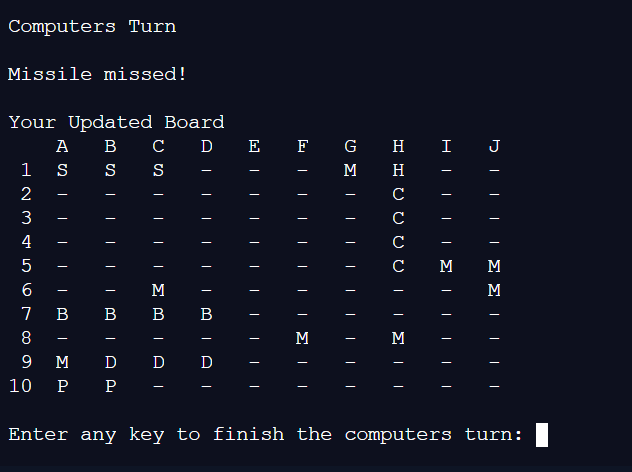 Computers Turn
Missile missed!
Your Updated Board
A B C D E F G H I J
1 S S S – – – M H – –
2 – – – – – – – C – –
3 – – – – – – – C – –
4 – – – – – – – C – –
5 – – – – – – – C M M
6 – – M – – – – – – M
7 B B B B – – – – – –
8 – – – – – M – M – –
9 M D D D – – – – – –
10 P P – – – – – – – –
Enter any key to finish the computers turn: